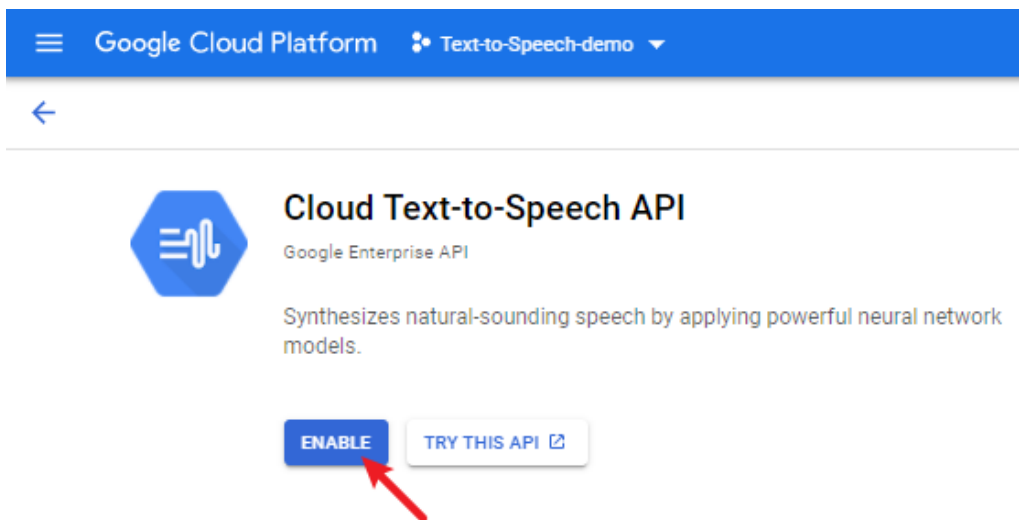 Google Cloud Platform Text-to-Speech-demo
Cloud Text-to-Speech API
Google Enterprise API
Synthesizes natural-sounding speech by applying powerful neural network
models.
ENABLE TRY THIS API